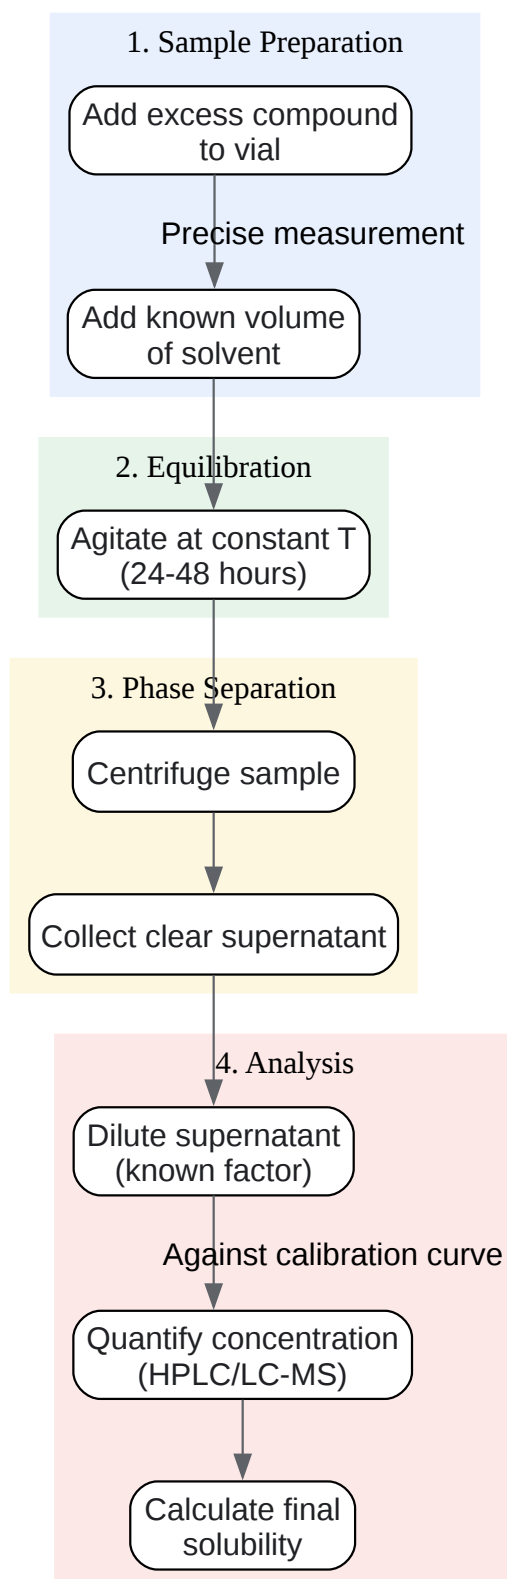 1. Sample Preparation
Add excess compound
to vial
Precise measurement
Add known volume
of solvent
2. Equilibration
Agitate at constant T
(24-48 hours)
3. Phase Separation
Centrifuge sample
Collect clear supernatant
4. Analysis
Dilute supernatant
(known factor)
Against calibration curve
Quantify concentration
(HPLC/LC-MS)
Calculate final
solubility